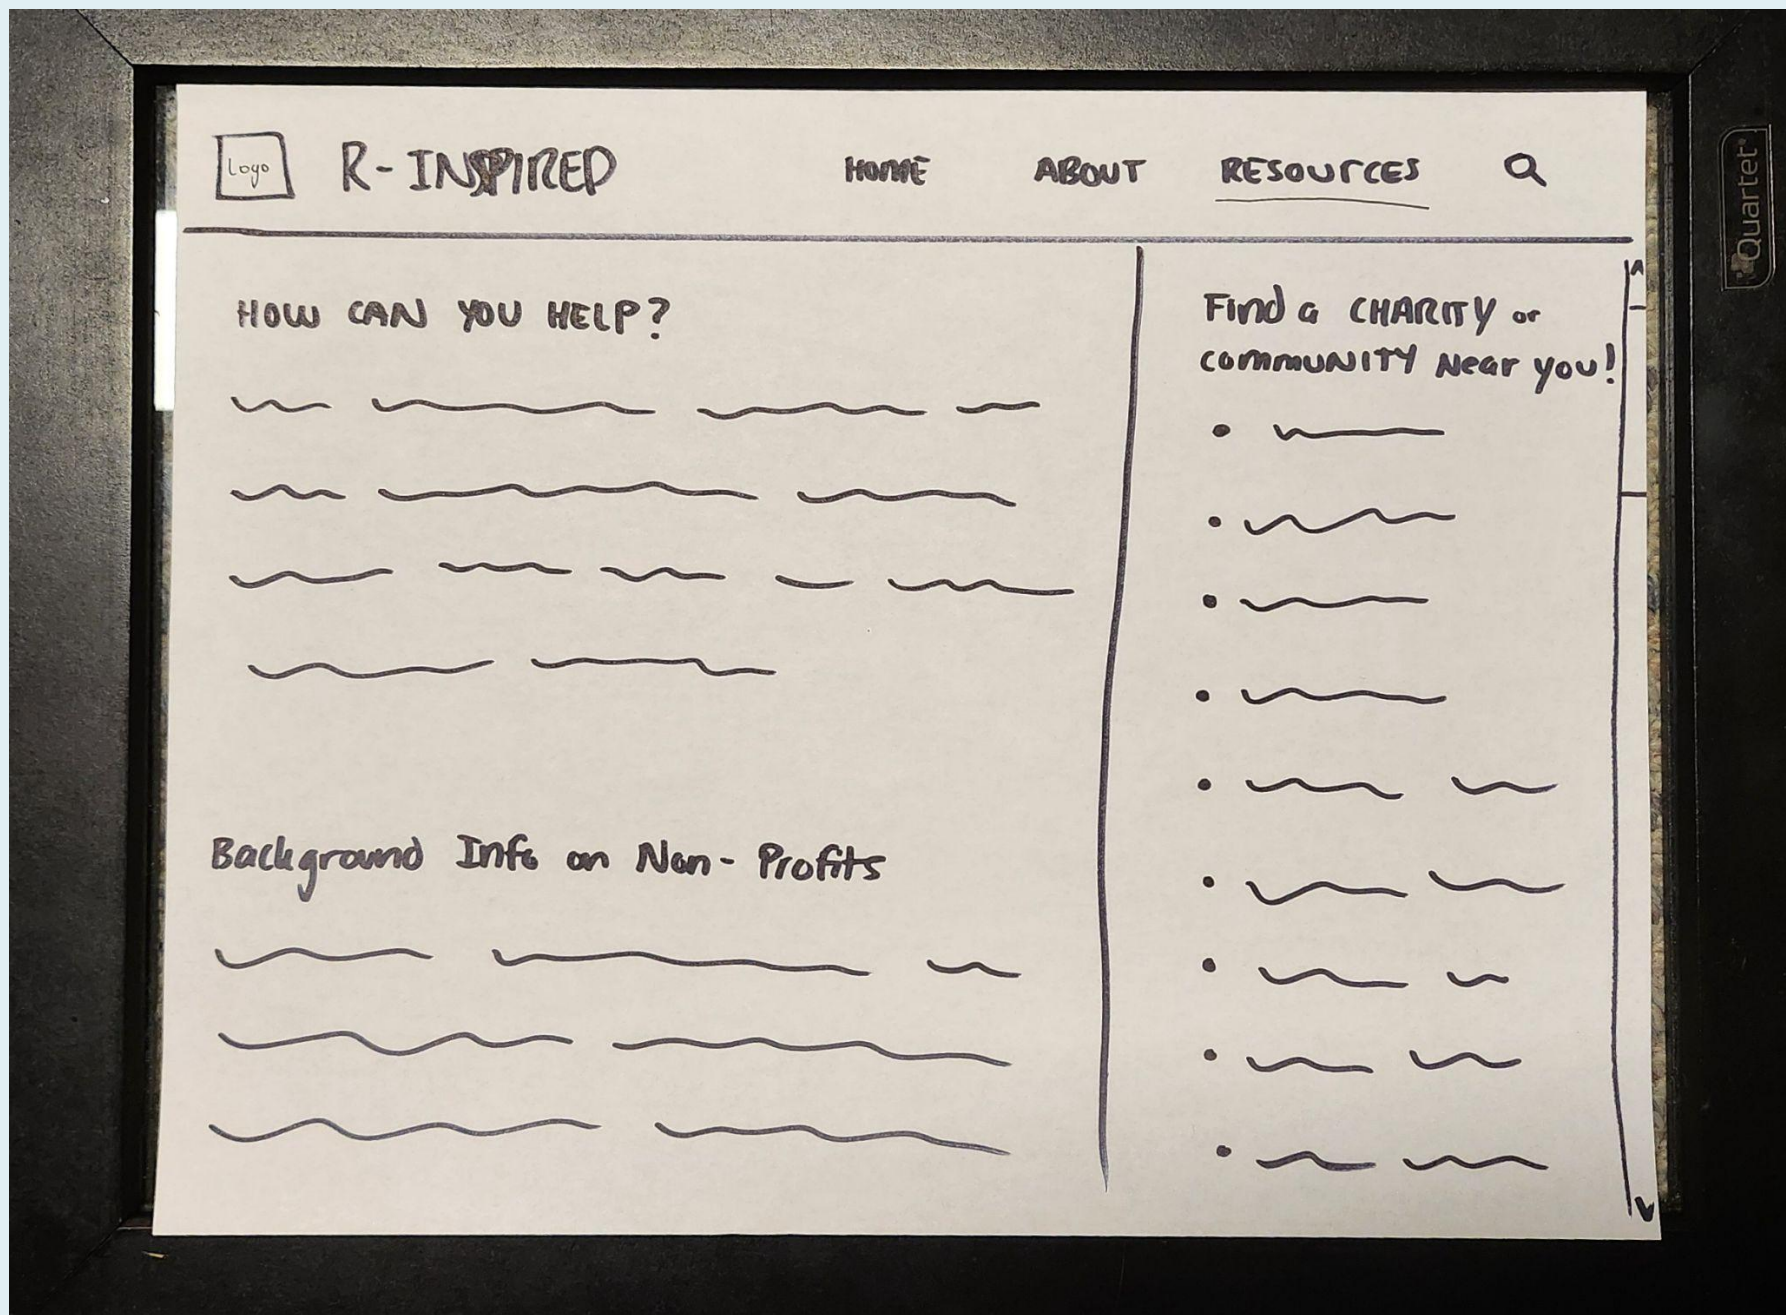 Logo
R-INSPIRED
HOME ABOUT RESOURCES
Quartet
HOW CAN YOU HELP?
Background Info on Non-Profits
Find a CHARITY or
COMMUNITY Near you!